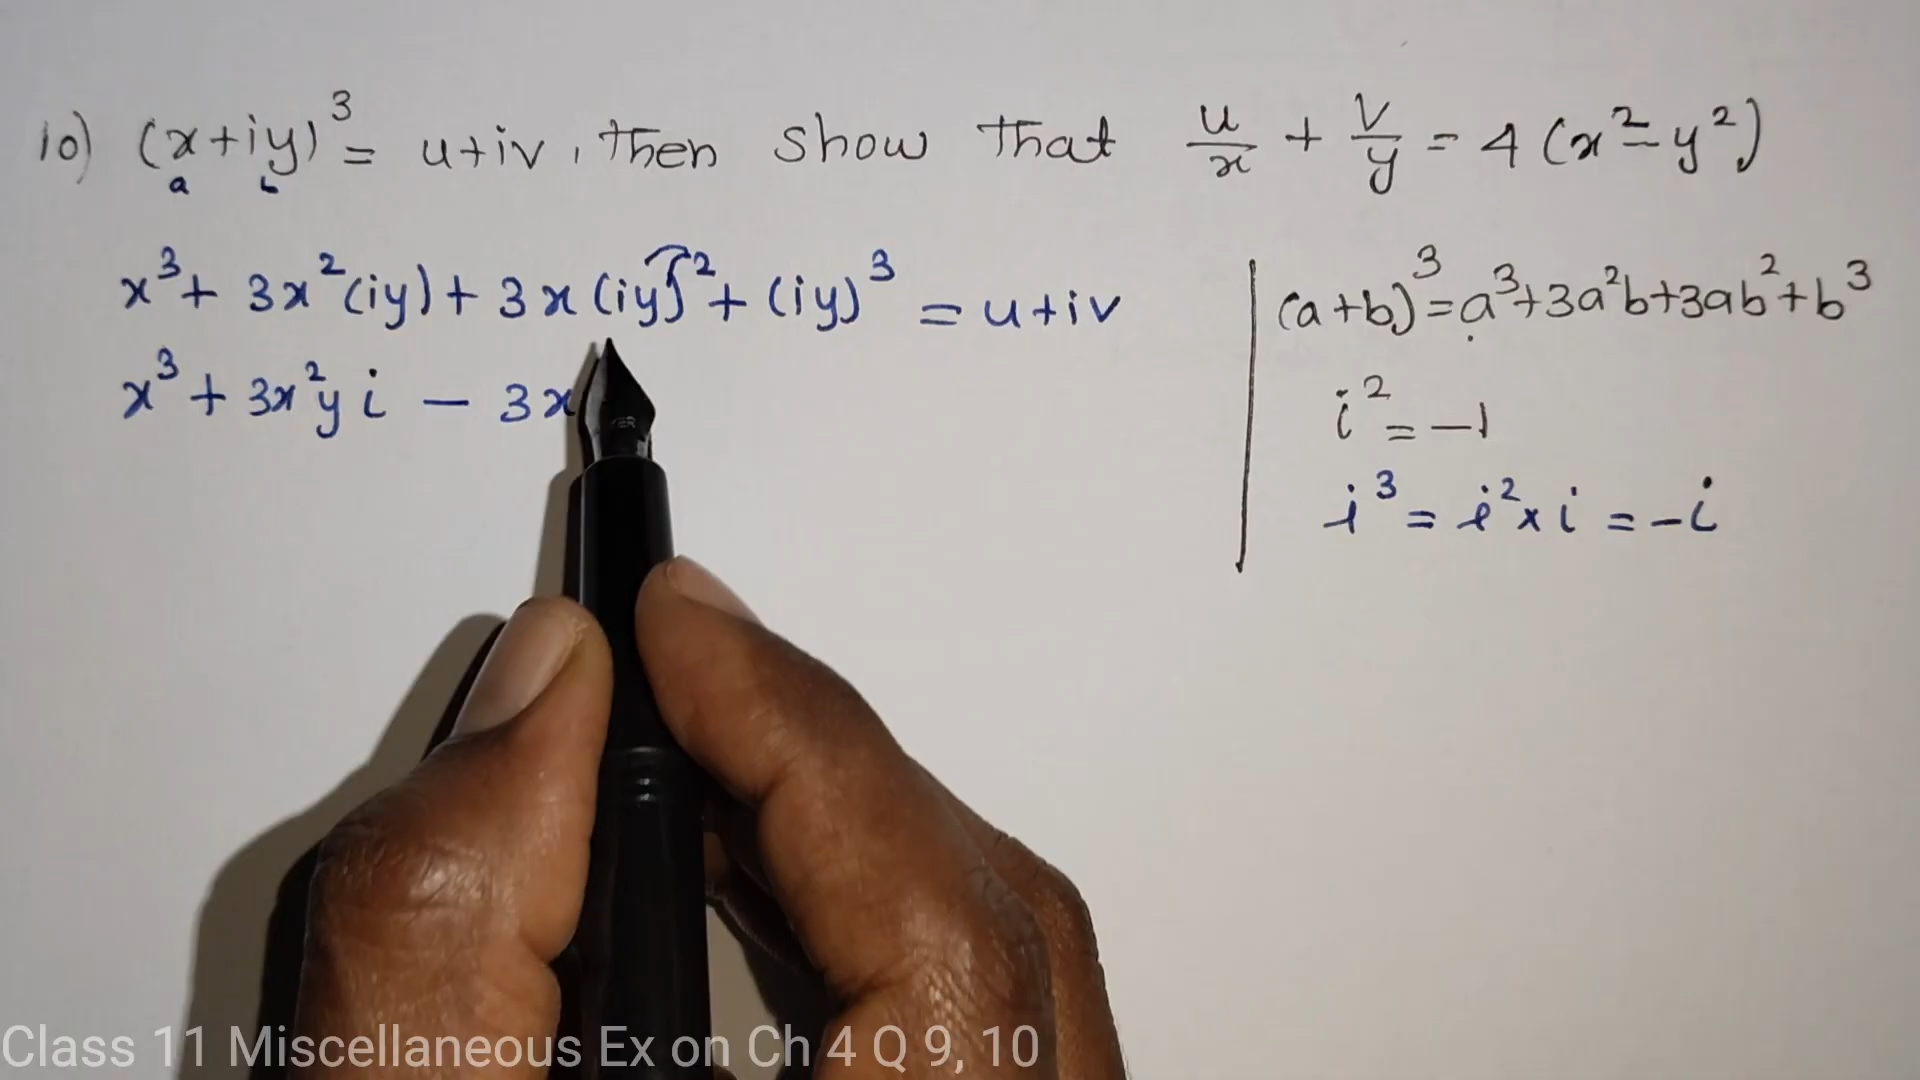 10) (x+iy)³ = u+iv, then show that u/x + v/y = 4(x²-y²)
a b
x³ + 3x²(iy) + 3x(iy)² + (iy)³ = u+iv
x³ + 3x²y i - 3x
(a+b)³ = a³+3a²b+3ab²+b³
i² = -1
i³ = i² x i = -i
Class 11 Miscellaneous Ex on Ch 4 Q 9, 10